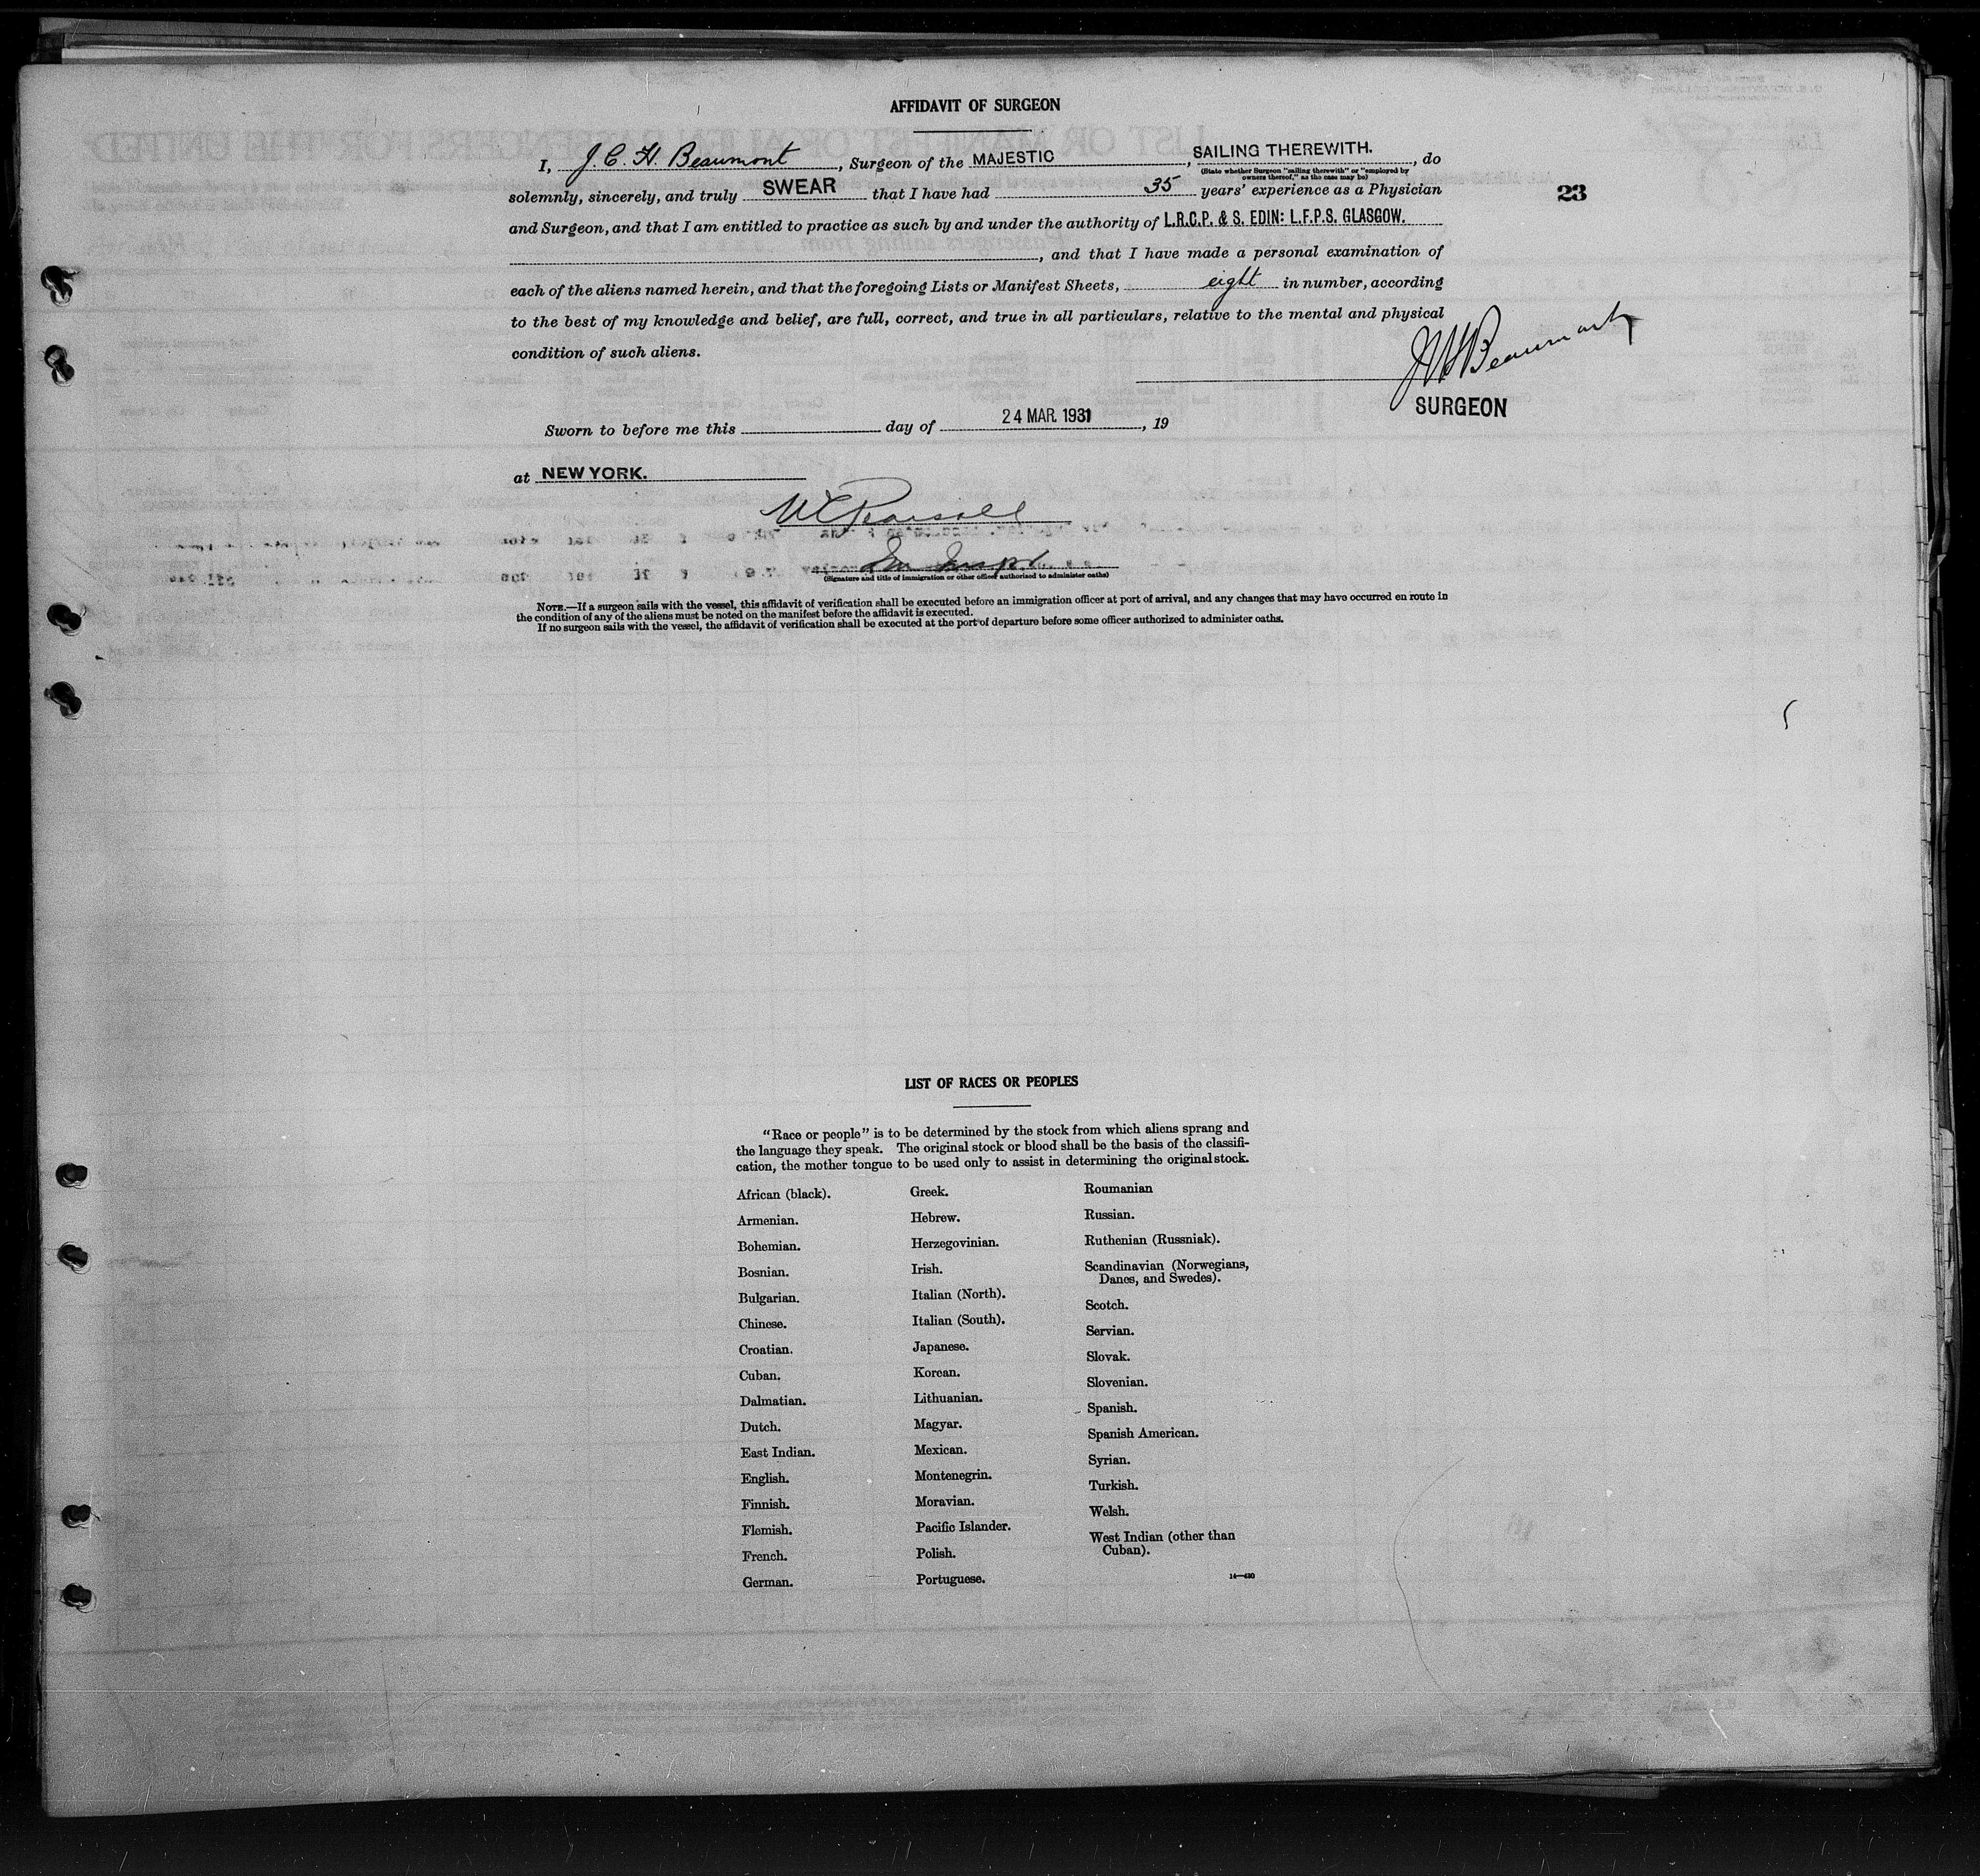 AFFIDAVIT OF SURGEON
I, J. C. H. Beaumont, Surgeon of the MAJESTIC, SAILING THEREWITH., do
(State whether Surgeon "sailing therewith" or "employed by
owners thereof," as the case may be)
solemnly, sincerely, and truly SWEAR that I have had 35 years' experience as a Physician
23
and Surgeon, and that I am entitled to practice as such by and under the authority of L.R.C.P. & S. EDIN: L.F.P.S. GLASGOW.
, and that I have made a personal examination of
each of the aliens named herein, and that the foregoing Lists or Manifest Sheets, eight in number, according
to the best of my knowledge and belief, are full, correct, and true in all particulars, relative to the mental and physical
condition of such aliens.
Beaumont
SURGEON
Sworn to before me this day of 24 MAR. 1931, 19
at NEW YORK.
(Signature and title of immigration or other officer authorized to administer oaths)
NOTE.—If a surgeon sails with the vessel, this affidavit of verification shall be executed before an immigration officer at port of arrival, and any changes that may have occurred en route in
the condition of any of the aliens must be noted on the manifest before the affidavit is executed.
If no surgeon sails with the vessel, the affidavit of verification shall be executed at the port of departure before some officer authorized to administer oaths.
LIST OF RACES OR PEOPLES
"Race or people" is to be determined by the stock from which aliens sprang and
the language they speak. The original stock or blood shall be the basis of the classifi-
cation, the mother tongue to be used only to assist in determining the original stock.
African (black).
Armenian.
Bohemian.
Bosnian.
Bulgarian.
Chinese.
Croatian.
Cuban.
Dalmatian.
Dutch.
East Indian.
English.
Finnish.
Flemish.
French.
German.
Greek.
Hebrew.
Herzegovinian.
Irish.
Italian (North).
Italian (South).
Japanese.
Korean.
Lithuanian.
Magyar.
Mexican.
Montenegrin.
Moravian.
Pacific Islander.
Polish.
Portuguese.
Roumanian
Russian.
Ruthenian (Russniak).
Scandinavian (Norwegians,
Danes, and Swedes).
Scotch.
Servian.
Slovak.
Slovenian.
Spanish.
Spanish American.
Syrian.
Turkish.
Welsh.
West Indian (other than
Cuban).